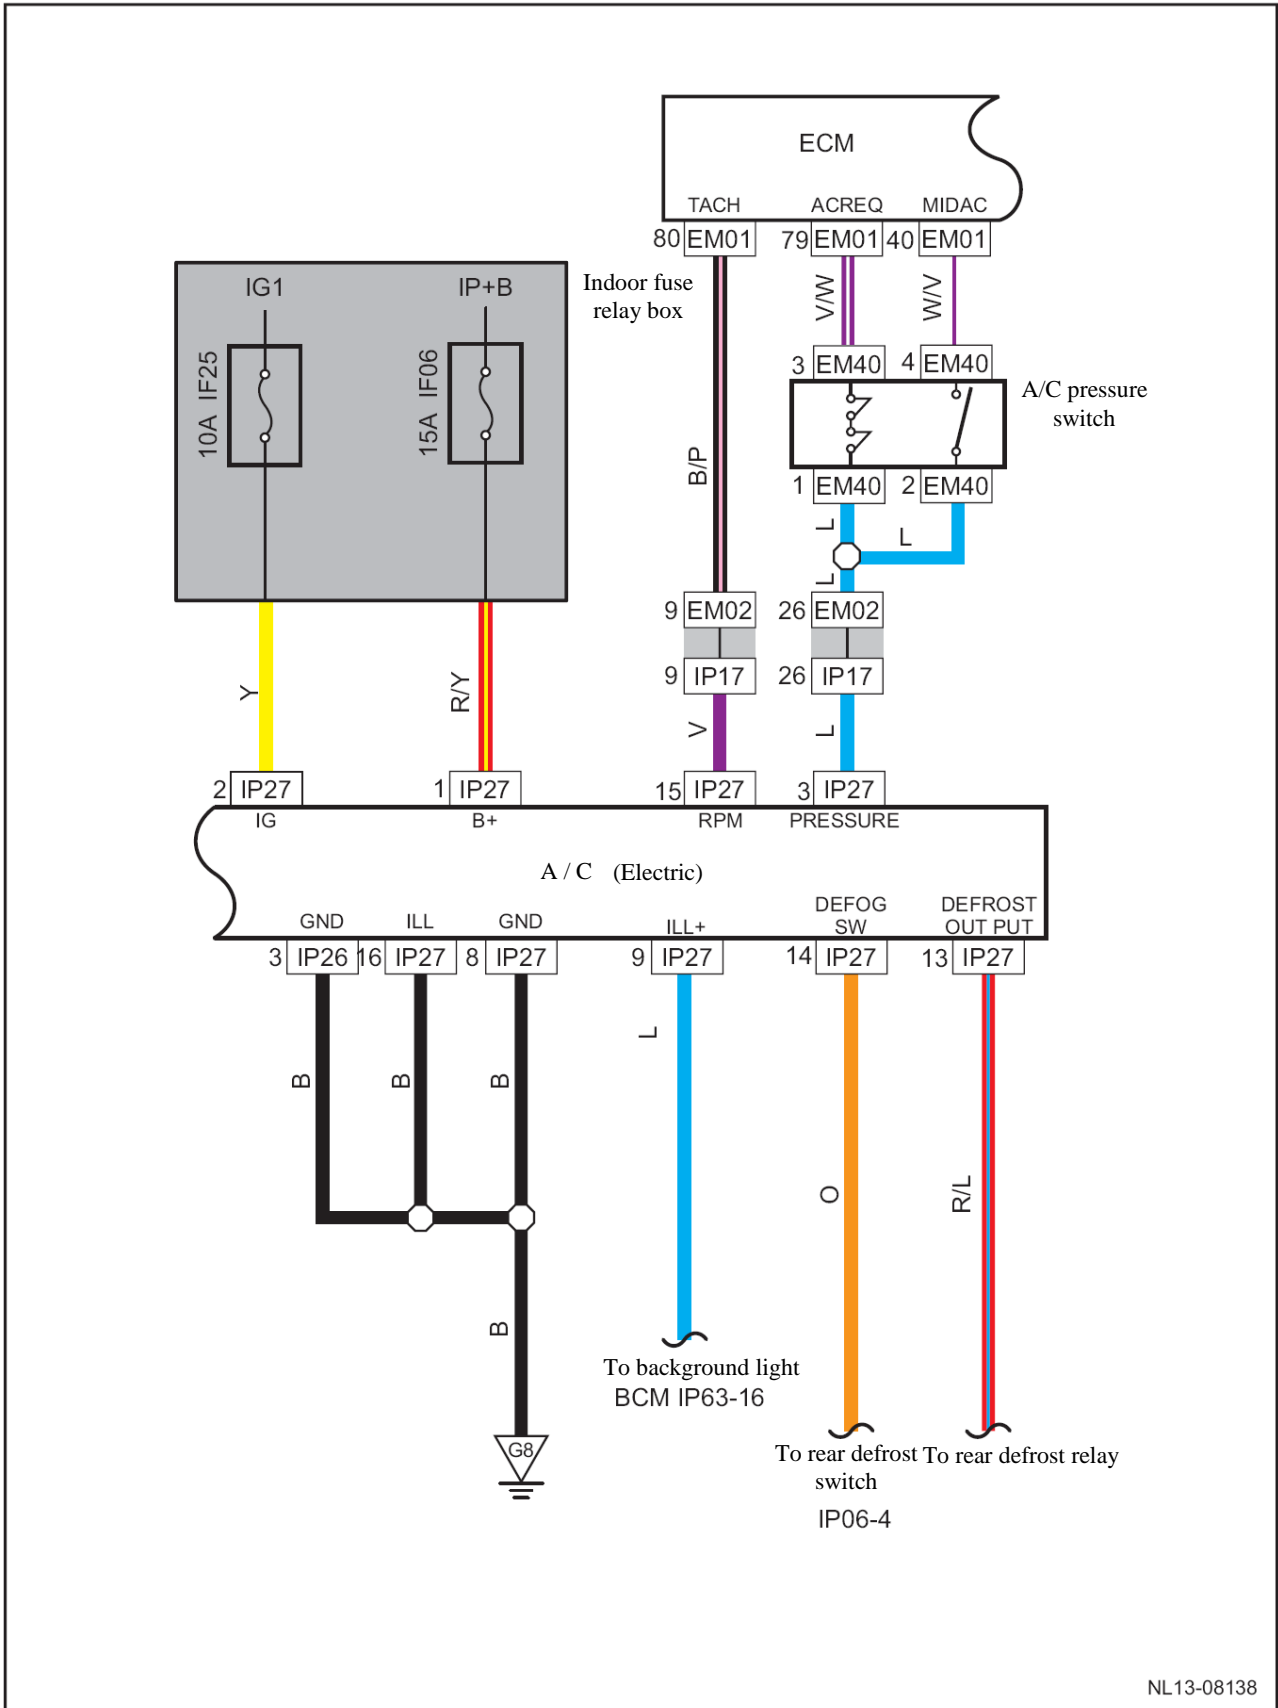 ECM
TACH ACREQ MIDAC
80 EM01 79 EM01 40 EM01
Indoor fuse
relay box
IG1 IP+B
10A IF25
15A IF06
B/P
V/W
W/V
3 EM40 4 EM40
A/C pressure
switch
1 EM40 2 EM40
L
L
L
9 EM02 26 EM02
9 IP17 26 IP17
Y
R/Y
V
L
2 IP27 1 IP27 15 IP27 3 IP27
IG B+ RPM PRESSURE
A / C (Electric)
GND ILL GND ILL+ DEFOG
SW DEFROST
OUT PUT
3 IP26 16 IP27 8 IP27 9 IP27 14 IP27 13 IP27
B
B
B
L
O
R/L
B
To background light
BCM IP63-16
G8
To rear defrost
switch
IP06-4
To rear defrost relay
NL13-08138